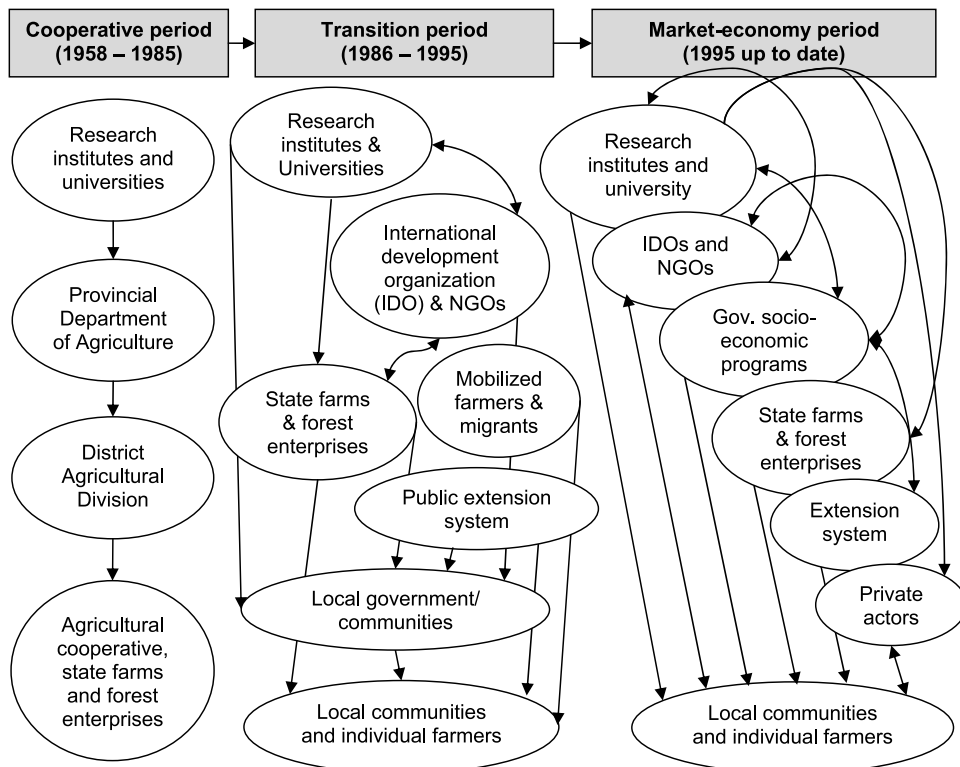 Cooperative period
(1958 – 1985)
Transition period
(1986 – 1995)
Market-economy period
(1995 up to date)
Research
institutes and
universities
Provincial
Department
of Agriculture
District
Agricultural
Division
Agricultural
cooperative,
state farms
and forest
enterprises
Research
institutes &
Universities
International
development
organization
(IDO) & NGOs
State farms
& forest
enterprises
Mobilized
farmers &
migrants
Public extension
system
Local government/
communities
Local communities
and individual farmers
Research
institutes and
university
IDOs and
NGOs
Gov. socio-
economic
programs
State farms
& forest
enterprises
Extension
system
Private
actors
Local communities
and individual farmers